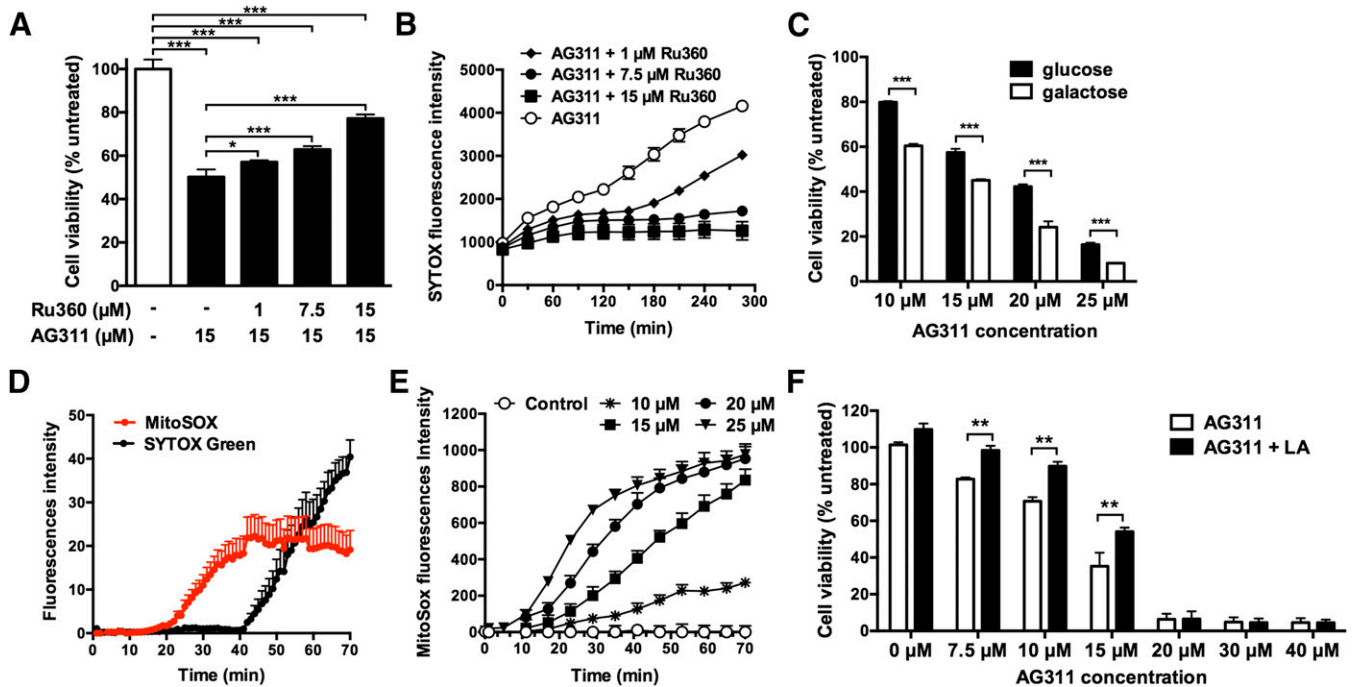 A
***
***
***
***
***
***
*
Cell viability (% untreated)
100
80
60
40
20
0
Ru360 (µM) - - 1 7.5 15
AG311 (µM) - 15 15 15 15
B
AG311 + 1 µM Ru360
AG311 + 7.5 µM Ru360
AG311 + 15 µM Ru360
AG311
SYTOX fluorescence intensity
5000
4000
3000
2000
1000
0
0 60 120 180 240 300
Time (min)
C
glucose
galactose
*** *** *** ***
Cell viability (% untreated)
100
80
60
40
20
0
10 µM 15 µM 20 µM 25 µM
AG311 concentration
D
MitoSOX
SYTOX Green
Fluorescences intensity
50
40
30
20
10
0
0 10 20 30 40 50 60 70
Time (min)
E
Control 10 µM 20 µM
15 µM 25 µM
MitoSox fluorescences Intensity
1200
1000
800
600
400
200
0
0 10 20 30 40 50 60 70
Time (min)
F
AG311
AG311 + LA
** ** **
Cell viability (% untreated)
120
100
80
60
40
20
0
0 µM 7.5 µM 10 µM 15 µM 20 µM 30 µM 40 µM
AG311 concentration